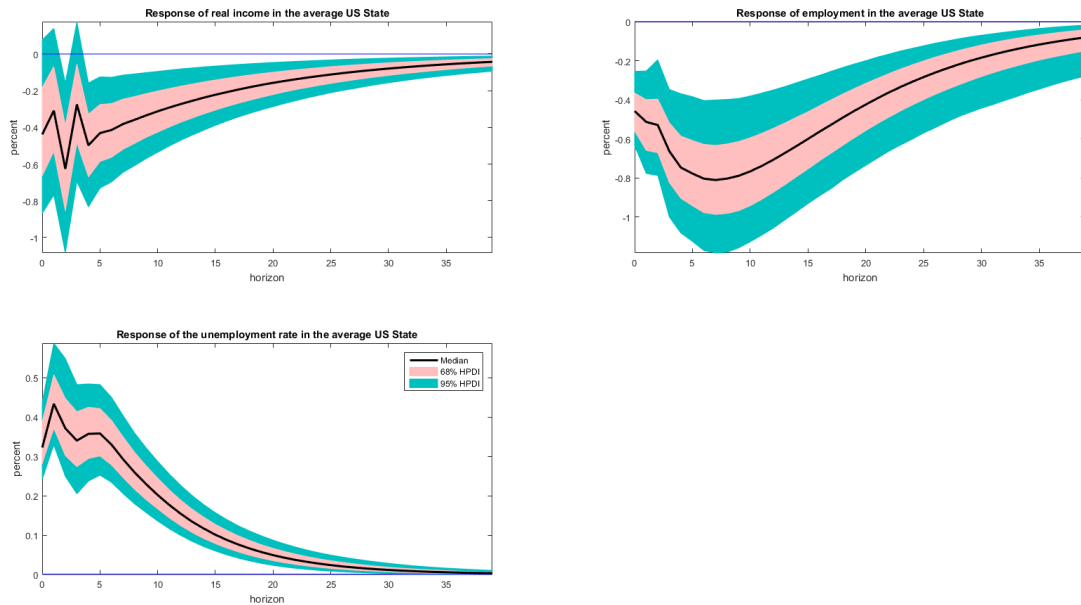 Response of real income in the average US State
percent
0
-0.2
-0.4
-0.6
-0.8
-1
0 5 10 15 20 25 30 35
horizon
Response of employment in the average US State
percent
0
-0.2
-0.4
-0.6
-0.8
-1
0 5 10 15 20 25 30 35
horizon
Response of the unemployment rate in the average US State
percent
0.5
0.4
0.3
0.2
0.1
0
0 5 10 15 20 25 30 35
horizon
Median
68% HPDI
95% HPDI